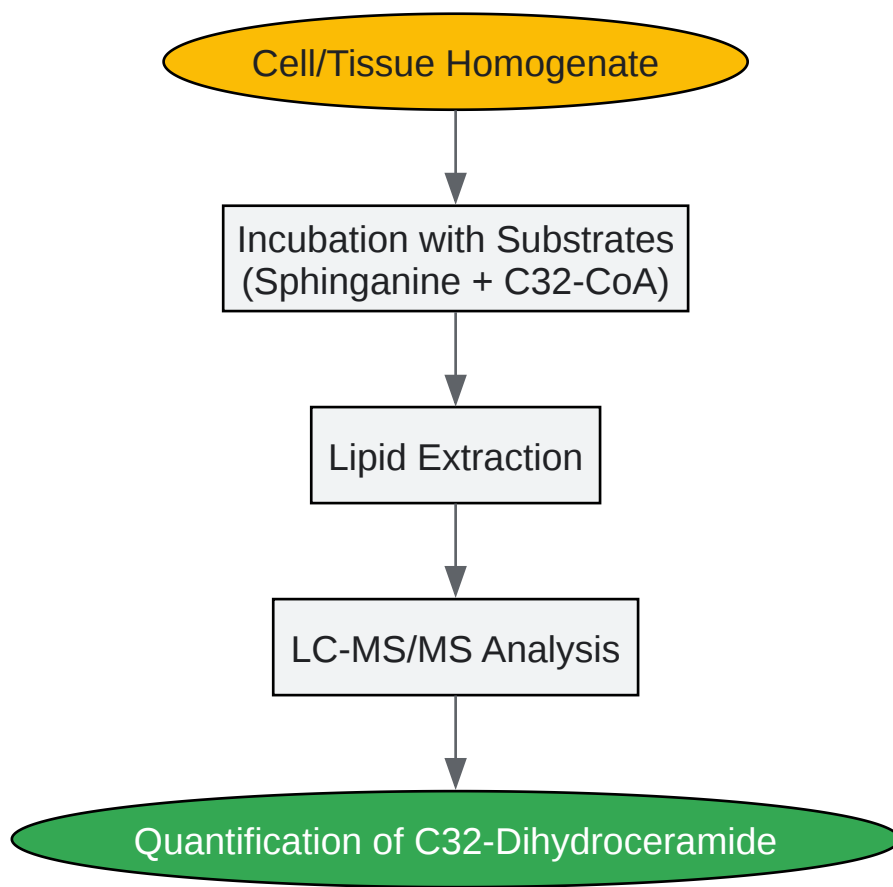 Cell/Tissue Homogenate
Incubation with Substrates
(Sphinganine + C32-CoA)
Lipid Extraction
LC-MS/MS Analysis
Quantification of C32-Dihydroceramide